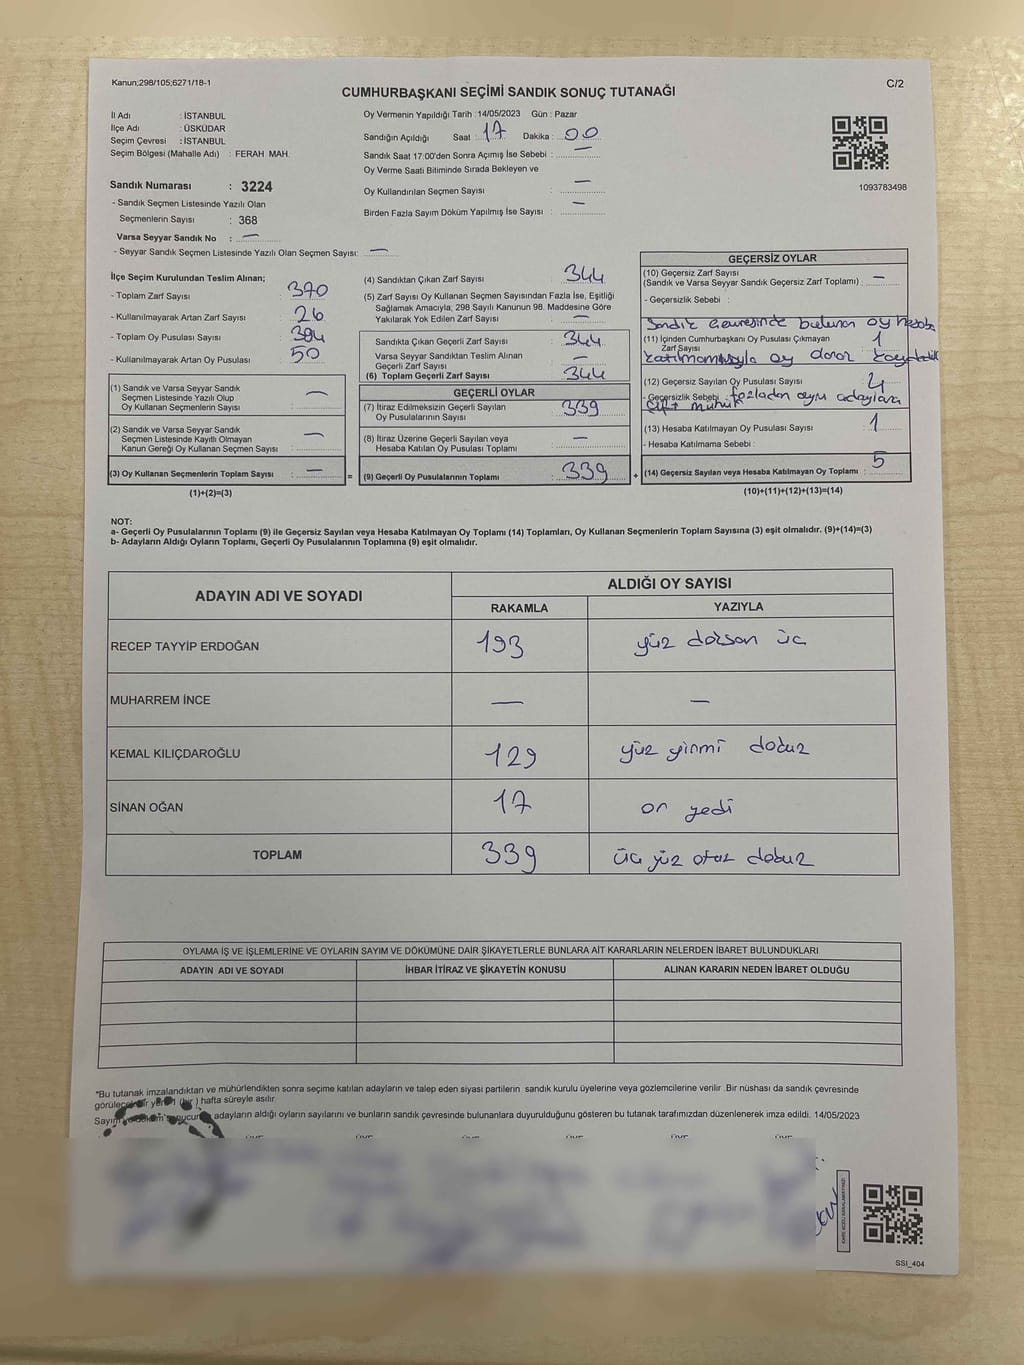 Kanun;298/105;6271/18-1
C/2
CUMHURBAŞKANI SEÇİMİ SANDIK SONUÇ TUTANAĞI
İl Adı : İSTANBUL
İlçe Adı : ÜSKÜDAR
Seçim Çevresi : İSTANBUL
Seçim Bölgesi (Mahalle Adı) : FERAH MAH.
Sandık Numarası : 3224
- Sandık Seçmen Listesinde Yazılı Olan
Seçmenlerin Sayısı : 368
Varsa Seyyar Sandık No : —
- Seyyar Sandık Seçmen Listesinde Yazılı Olan Seçmen Sayısı: —
Oy Vermenin Yapıldığı Tarih : 14/05/2023 Gün : Pazar
Sandığın Açıldığı Saat : 17 Dakika : 00
Sandık Saat 17:00'den Sonra Açımış İse Sebebi : —
Oy Verme Saati Bitiminde Sırada Bekleyen ve
Oy Kullandırılan Seçmen Sayısı : —
Birden Fazla Sayım Döküm Yapılmış İse Sayısı : —
1093783498
İlçe Seçim Kurulundan Teslim Alınan;
- Toplam Zarf Sayısı : 370
- Kullanılmayarak Artan Zarf Sayısı : 26
- Toplam Oy Pusulası Sayısı : 394
- Kullanılmayarak Artan Oy Pusulası : 50
(1) Sandık ve Varsa Seyyar Sandık
Seçmen Listesinde Yazılı Olup
Oy Kullanan Seçmenlerin Sayısı : —
(2) Sandık ve Varsa Seyyar Sandık
Seçmen Listesinde Kayıtlı Olmayan
Kanun Gereği Oy Kullanan Seçmen Sayısı : —
(3) Oy Kullanan Seçmenlerin Toplam Sayısı : — =
(1)+(2)=(3)
(4) Sandıktan Çıkan Zarf Sayısı : 344
(5) Zarf Sayısı Oy Kullanan Seçmen Sayısından Fazla İse, Eşitliği
Sağlamak Amacıyla, 298 Sayılı Kanunun 98. Maddesine Göre
Yakılarak Yok Edilen Zarf Sayısı : —
Sandıkta Çıkan Geçerli Zarf Sayısı : 344
Varsa Seyyar Sandıktan Teslim Alınan
Geçerli Zarf Sayısı : —
(6) Toplam Geçerli Zarf Sayısı : 344
GEÇERLİ OYLAR
(7) İtiraz Edilmeksizin Geçerli Sayılan
Oy Pusulalarının Sayısı : 339
(8) İtiraz Üzerine Geçerli Sayılan veya
Hesaba Katılan Oy Pusulası Toplamı : —
(9) Geçerli Oy Pusulalarının Toplamı : 339 +
GEÇERSİZ OYLAR
(10) Geçersiz Zarf Sayısı
(Sandık ve Varsa Seyyar Sandık Geçersiz Zarf Toplamı) : —
- Geçersizlik Sebebi :
Sandık Çevresinde bulunan oy hesaba
(11) İçinden Cumhurbaşkanı Oy Pusulası Çıkmayan
Zarf Sayısı : 1
katılmamasıyla oy
(12) Geçersiz Sayılan Oy Pusulası Sayısı : 4
- Geçersizlik Sebebi : fazladan aynı adaylara
Çift mühür
(13) Hesaba Katılmayan Oy Pusulası Sayısı : 1
- Hesaba Katılmama Sebebi :
(14) Geçersiz Sayılan veya Hesaba Katılmayan Oy Toplamı : 5
(10)+(11)+(12)+(13)=(14)
NOT:
a- Geçerli Oy Pusulalarının Toplamı (9) ile Geçersiz Sayılan veya Hesaba Katılmayan Oy Toplamı (14) Toplamları, Oy Kullanan Seçmenlerin Toplam Sayısına (3) eşit olmalıdır. (9)+(14)=(3)
b- Adayların Aldığı Oyların Toplamı, Geçerli Oy Pusulalarının Toplamına (9) eşit olmalıdır.
ADAYIN ADI VE SOYADI
ALDIĞI OY SAYISI
RAKAMLA YAZIYLA
RECEP TAYYİP ERDOĞAN 193 yüz doksan üç
MUHARREM İNCE — —
KEMAL KILIÇDAROĞLU 129 yüz yirmi dokuz
SİNAN OĞAN 17 on yedi
TOPLAM 339 üç yüz otuz dokuz
OYLAMA İŞ VE İŞLEMLERİNE VE OYLARIN SAYIM VE DÖKÜMÜNE DAİR ŞİKAYETLERLE BUNLARA AİT KARARLARIN NELERDEN İBARET BULUNDUKLARI
ADAYIN ADI VE SOYADI İHBAR İTİRAZ VE ŞİKAYETİN KONUSU ALINAN KARARIN NEDEN İBARET OLDUĞU
*Bu tutanak imzalandıktan ve mühürlendikten sonra seçime katılan adayların ve talep eden siyasi partilerin sandık kurulu üyelerine veya gözlemcilerine verilir .Bir nüshası da sandık çevresinde
görülecek bir yere 1 (bir ) hafta süreyle asılır
Sayım adayların aldığı oyların sayılarını ve bunların sandık çevresinde bulunanlara duyurulduğunu gösteren bu tutanak tarafımızdan düzenlenerek imza edildi. 14/05/2023
SSI_404